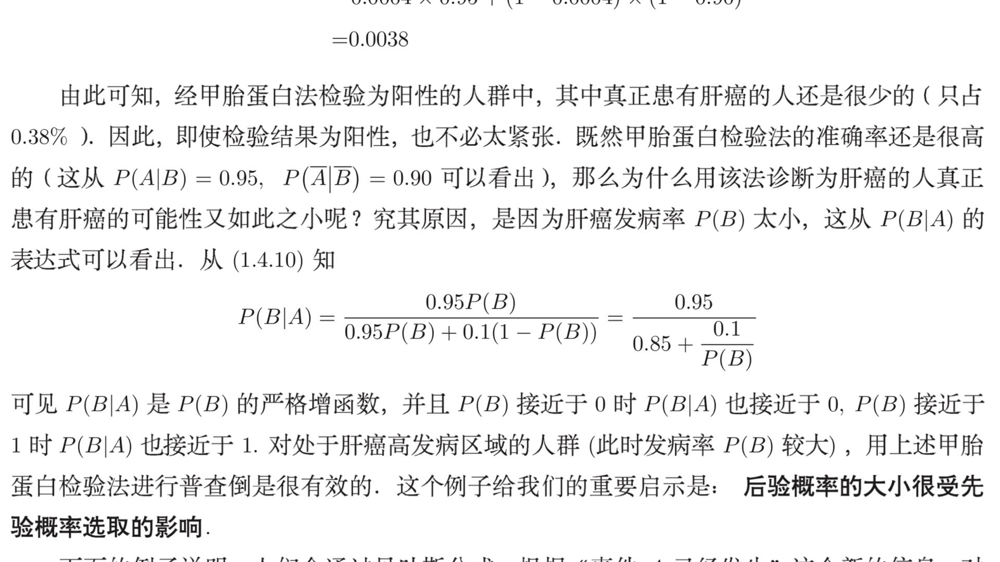 0.0004 × 0.95 + (1 − 0.0004) × (1 − 0.90)
=0.0038
由此可知, 经甲胎蛋白法检验为阳性的人群中, 其中真正患有肝癌的人还是很少的 ( 只占
0.38% ). 因此, 即使检验结果为阳性, 也不必太紧张. 既然甲胎蛋白检验法的准确率还是很高
的 ( 这从 P(A|B) = 0.95, P(A̅|B̅) = 0.90 可以看出 ), 那么为什么用该法诊断为肝癌的人真正
患有肝癌的可能性又如此之小呢? 究其原因, 是因为肝癌发病率 P(B) 太小, 这从 P(B|A) 的
表达式可以看出. 从 (1.4.10) 知
P(B|A) = 0.95P(B) / 0.95P(B) + 0.1(1 − P(B)) = 0.95 / 0.85 + 0.1 / P(B)
可见 P(B|A) 是 P(B) 的严格增函数, 并且 P(B) 接近于 0 时 P(B|A) 也接近于 0, P(B) 接近于
1 时 P(B|A) 也接近于 1. 对处于肝癌高发病区域的人群 (此时发病率 P(B) 较大) , 用上述甲胎
蛋白检验法进行普查倒是很有效的. 这个例子给我们的重要启示是: 后验概率的大小很受先
验概率选取的影响.